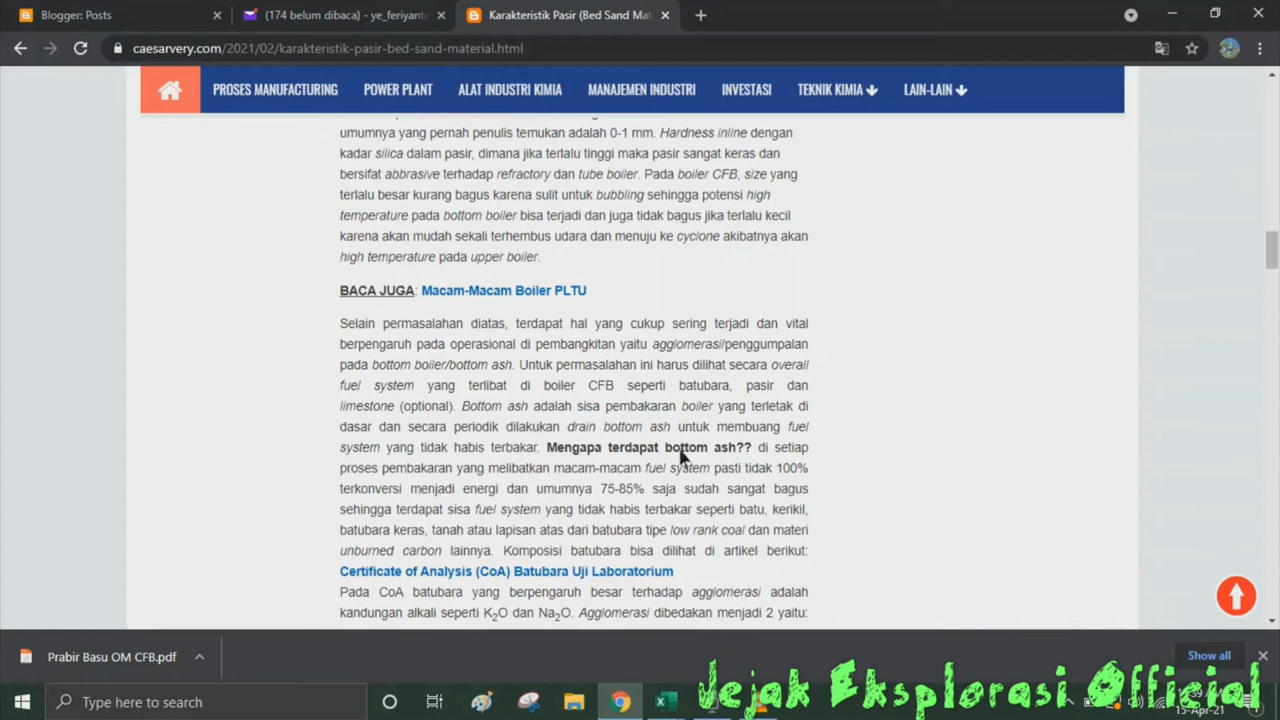 Blogger: Posts
(174 belum dibaca) - ye_feriyanto
Karakteristik Pasir (Bed Sand Mat
caesarvery.com/2021/02/karakteristik-pasir-bed-sand-material.html
PROSES MANUFACTURING POWER PLANT ALAT INDUSTRI KIMIA MANAJEMEN INDUSTRI INVESTASI TEKNIK KIMIA LAIN-LAIN
umumnya yang pernah penulis temukan adalah 0-1 mm. Hardness inline dengan
kadar silica dalam pasir, dimana jika terlalu tinggi maka pasir sangat keras dan
bersifat abbrasive terhadap refractory dan tube boiler. Pada boiler CFB, size yang
terlalu besar kurang bagus karena sulit untuk bubbling sehingga potensi high
temperature pada bottom boiler bisa terjadi dan juga tidak bagus jika terlalu kecil
karena akan mudah sekali terhembus udara dan menuju ke cyclone akibatnya akan
high temperature pada upper boiler.
BACA JUGA: Macam-Macam Boiler PLTU
Selain permasalahan diatas, terdapat hal yang cukup sering terjadi dan vital
berpengaruh pada operasional di pembangkitan yaitu agglomerasi/penggumpalan
pada bottom boiler/bottom ash. Untuk permasalahan ini harus dilihat secara overall
fuel system yang terlibat di boiler CFB seperti batubara, pasir dan
limestone (optional). Bottom ash adalah sisa pembakaran boiler yang terletak di
dasar dan secara periodik dilakukan drain bottom ash untuk membuang fuel
system yang tidak habis terbakar. Mengapa terdapat bottom ash?? di setiap
proses pembakaran yang melibatkan macam-macam fuel system pasti tidak 100%
terkonversi menjadi energi dan umumnya 75-85% saja sudah sangat bagus
sehingga terdapat sisa fuel system yang tidak habis terbakar seperti batu, kerikil,
batubara keras, tanah atau lapisan atas dari batubara tipe low rank coal dan materi
unburned carbon lainnya. Komposisi batubara bisa dilihat di artikel berikut:
Certificate of Analysis (CoA) Batubara Uji Laboratorium
Pada CoA batubara yang berpengaruh besar terhadap agglomerasi adalah
kandungan alkali seperti K2O dan Na2O. Agglomerasi dibedakan menjadi 2 yaitu:
Prabir Basu OM CFB.pdf
Show all
Type here to search
Jejak Eksplorasi Official
15-Apr-21